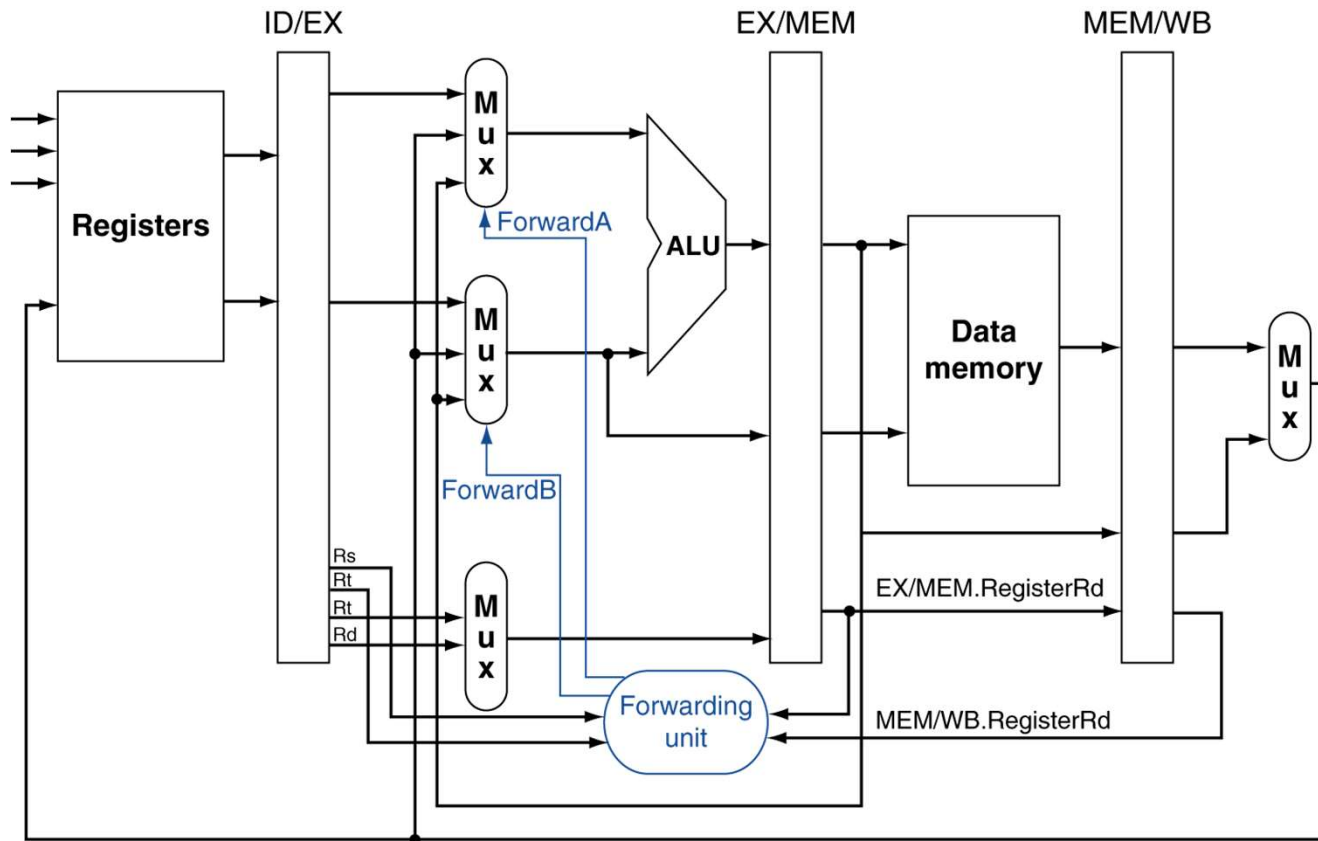 ID/EX
EX/MEM
MEM/WB
M
u
x
Registers
ForwardA
ALU
M
u
x
Data
memory
M
u
x
ForwardB
Rs
Rt
Rt
Rd
M
u
x
EX/MEM.RegisterRd
Forwarding
unit
MEM/WB.RegisterRd